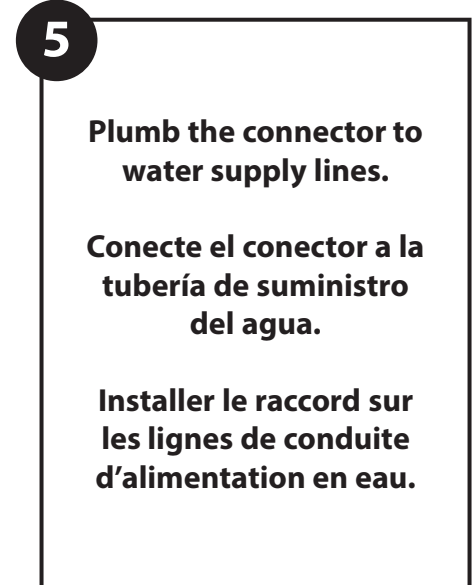 5
Plumb the connector to
water supply lines.
Conecte el conector a la
tubería de suministro
del agua.
Installer le raccord sur
les lignes de conduite
d’alimentation en eau.